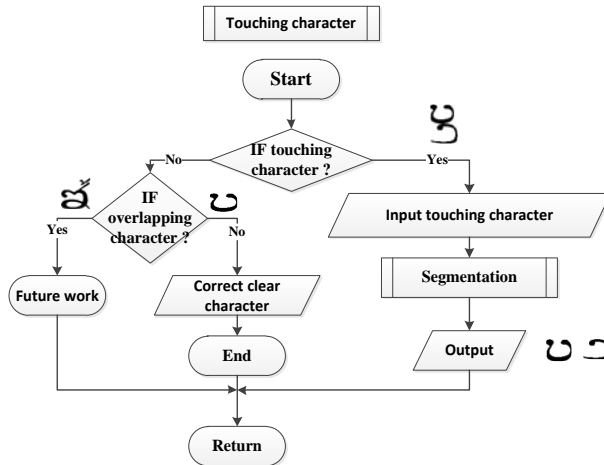 Touching character
Start
IF touching
character ?
No
Yes
IF
overlapping
character ?
Yes
No
Input touching character
Segmentation
Future work
Correct clear
character
Output
End
Return